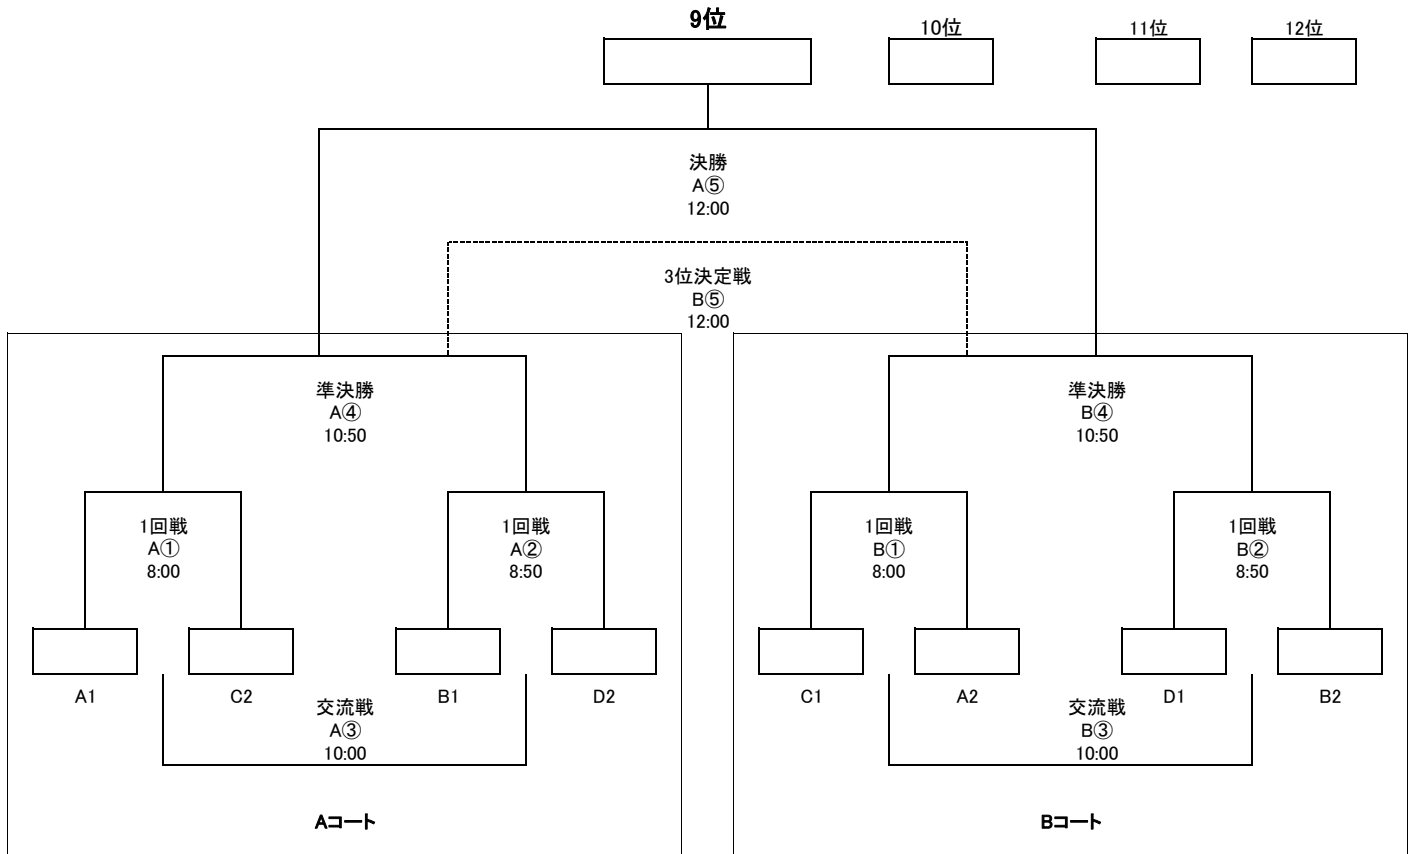 9位
10位
11位
12位
決勝
A⑤
12:00
3位決定戦
B⑤
12:00
準決勝
A④
10:50
準決勝
B④
10:50
1回戦
A①
8:00
1回戦
A②
8:50
1回戦
B①
8:00
1回戦
B②
8:50
A1
C2
B1
D2
C1
A2
D1
B2
交流戦
A③
10:00
交流戦
B③
10:00
Aコート
Bコート